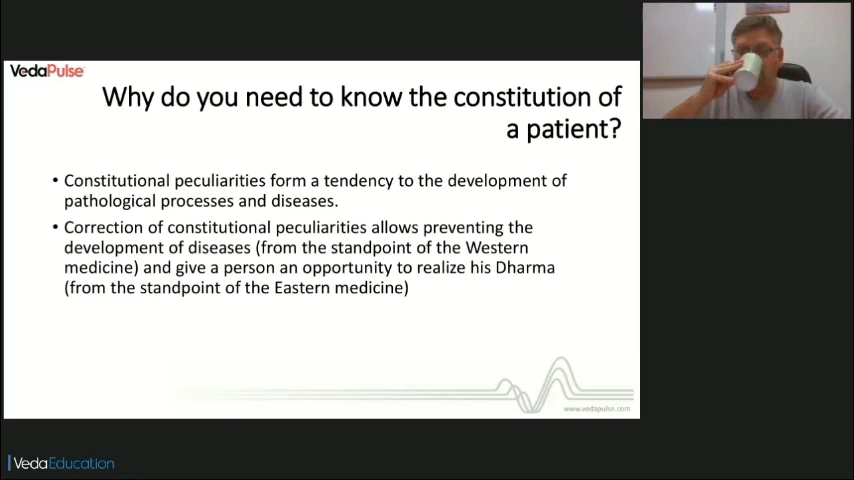 VedaPulse
Why do you need to know the constitution of
a patient?
• Constitutional peculiarities form a tendency to the development of
pathological processes and diseases.
• Correction of constitutional peculiarities allows preventing the
development of diseases (from the standpoint of the Western
medicine) and give a person an opportunity to realize his Dharma
(from the standpoint of the Eastern medicine)
www.vedapulse.com
VedaEducation